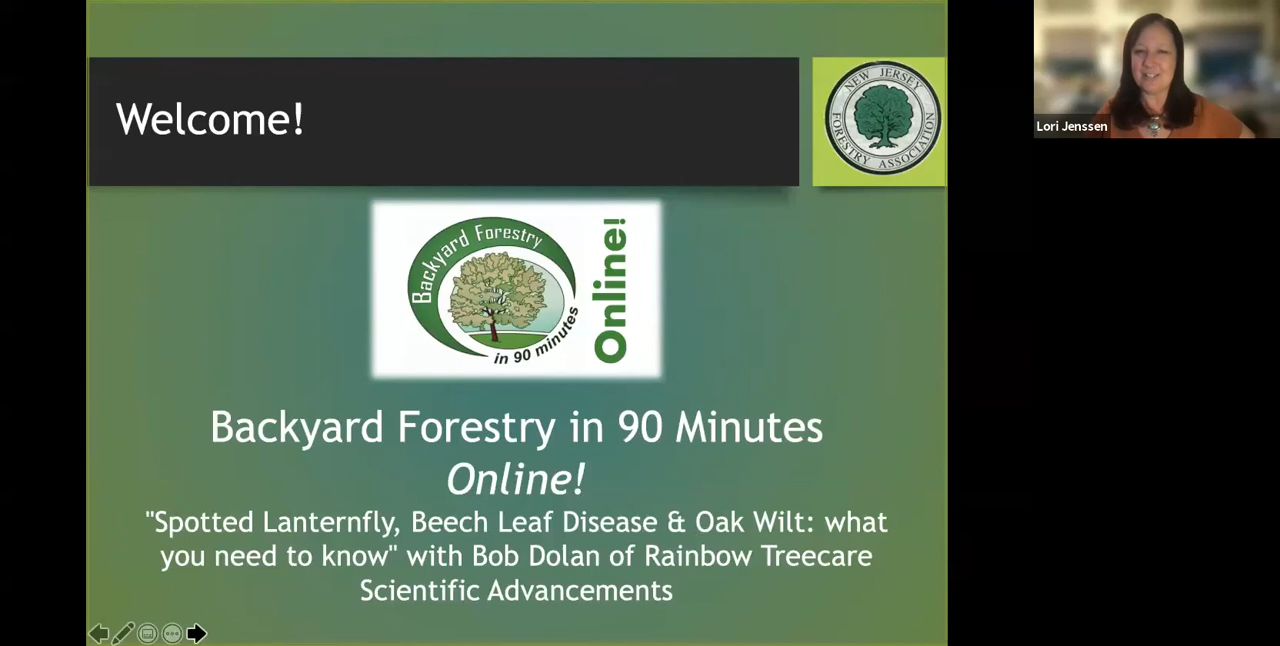 Welcome!
NEW JERSEY
FORESTRY ASSOCIATION
Lori Jenssen
Backyard Forestry
in 90 minutes
Online!
Backyard Forestry in 90 Minutes
Online!
"Spotted Lanternfly, Beech Leaf Disease & Oak Wilt: what
you need to know" with Bob Dolan of Rainbow Treecare
Scientific Advancements